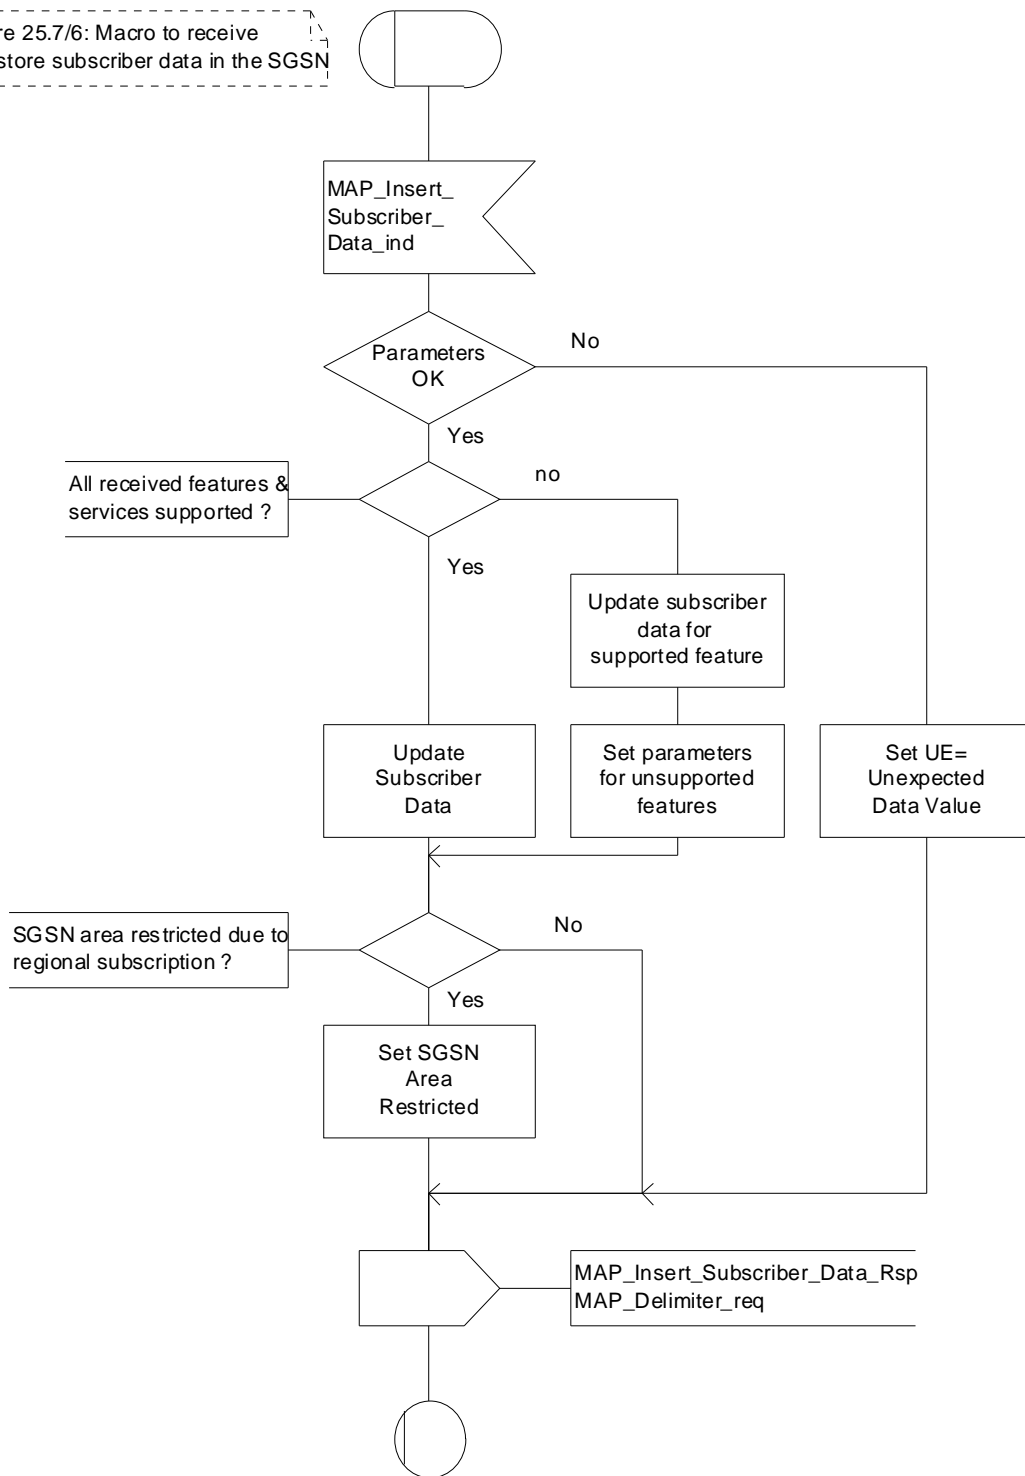 re 25.7/6: Macro to receive
store subscriber data in the SGSN
MAP_Insert_
Subscriber_
Data_ind
Parameters
OK
No
Yes
All received features &
services supported ?
no
Yes
Update subscriber
data for
supported feature
Update
Subscriber
Data
Set parameters
for unsupported
features
Set UE=
Unexpected
Data Value
SGSN area restricted due to
regional subscription ?
No
Yes
Set SGSN
Area
Restricted
MAP_Insert_Subscriber_Data_Rsp
MAP_Delimiter_req